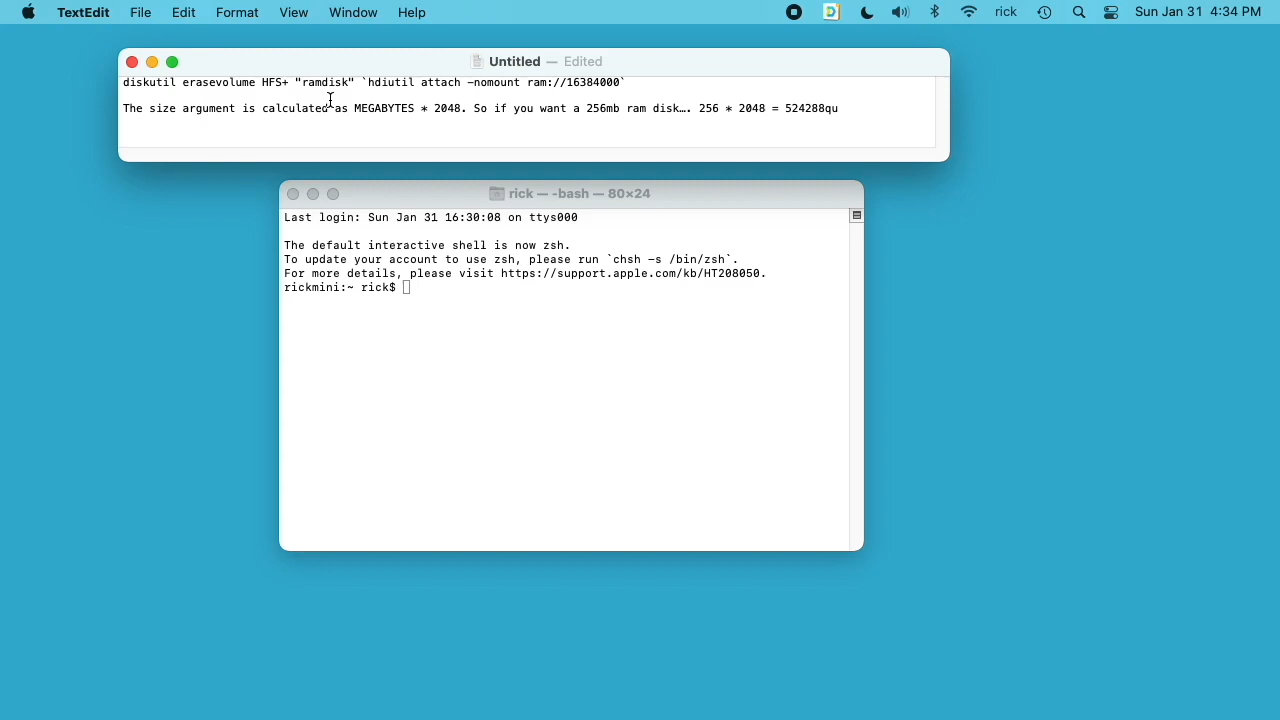 TextEdit File Edit Format View Window Help rick Sun Jan 31 4:34 PM
Untitled — Edited
diskutil erasevolume HFS+ "ramdisk" `hdiutil attach -nomount ram://16384000`
The size argument is calculated as MEGABYTES * 2048. So if you want a 256mb ram disk…. 256 * 2048 = 524288qu
rick — -bash — 80×24
Last login: Sun Jan 31 16:30:08 on ttys000
The default interactive shell is now zsh.
To update your account to use zsh, please run `chsh -s /bin/zsh`.
For more details, please visit https://support.apple.com/kb/HT208050.
rickmini:~ rick$